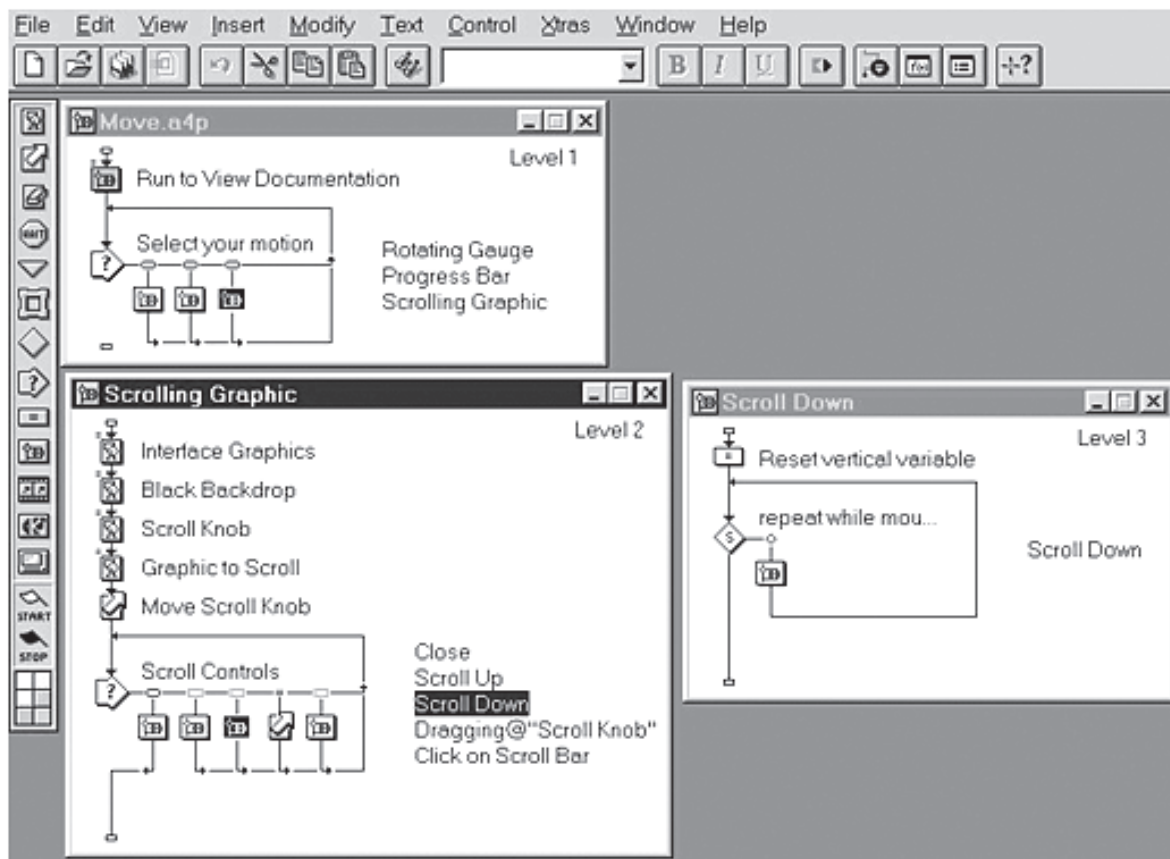 File Edit View Insert Modify Text Control Xtras Window Help
B I U
Move.a4p
Level 1
Run to View Documentation
Select your motion
Rotating Gauge
Progress Bar
Scrolling Graphic
WAIT
START
STOP
Scrolling Graphic
Level 2
Interface Graphics
Black Backdrop
Scroll Knob
Graphic to Scroll
Move Scroll Knob
Scroll Controls
Close
Scroll Up
Scroll Down
Dragging@"Scroll Knob"
Click on Scroll Bar
Scroll Down
Level 3
Reset vertical variable
repeat while mou...
Scroll Down